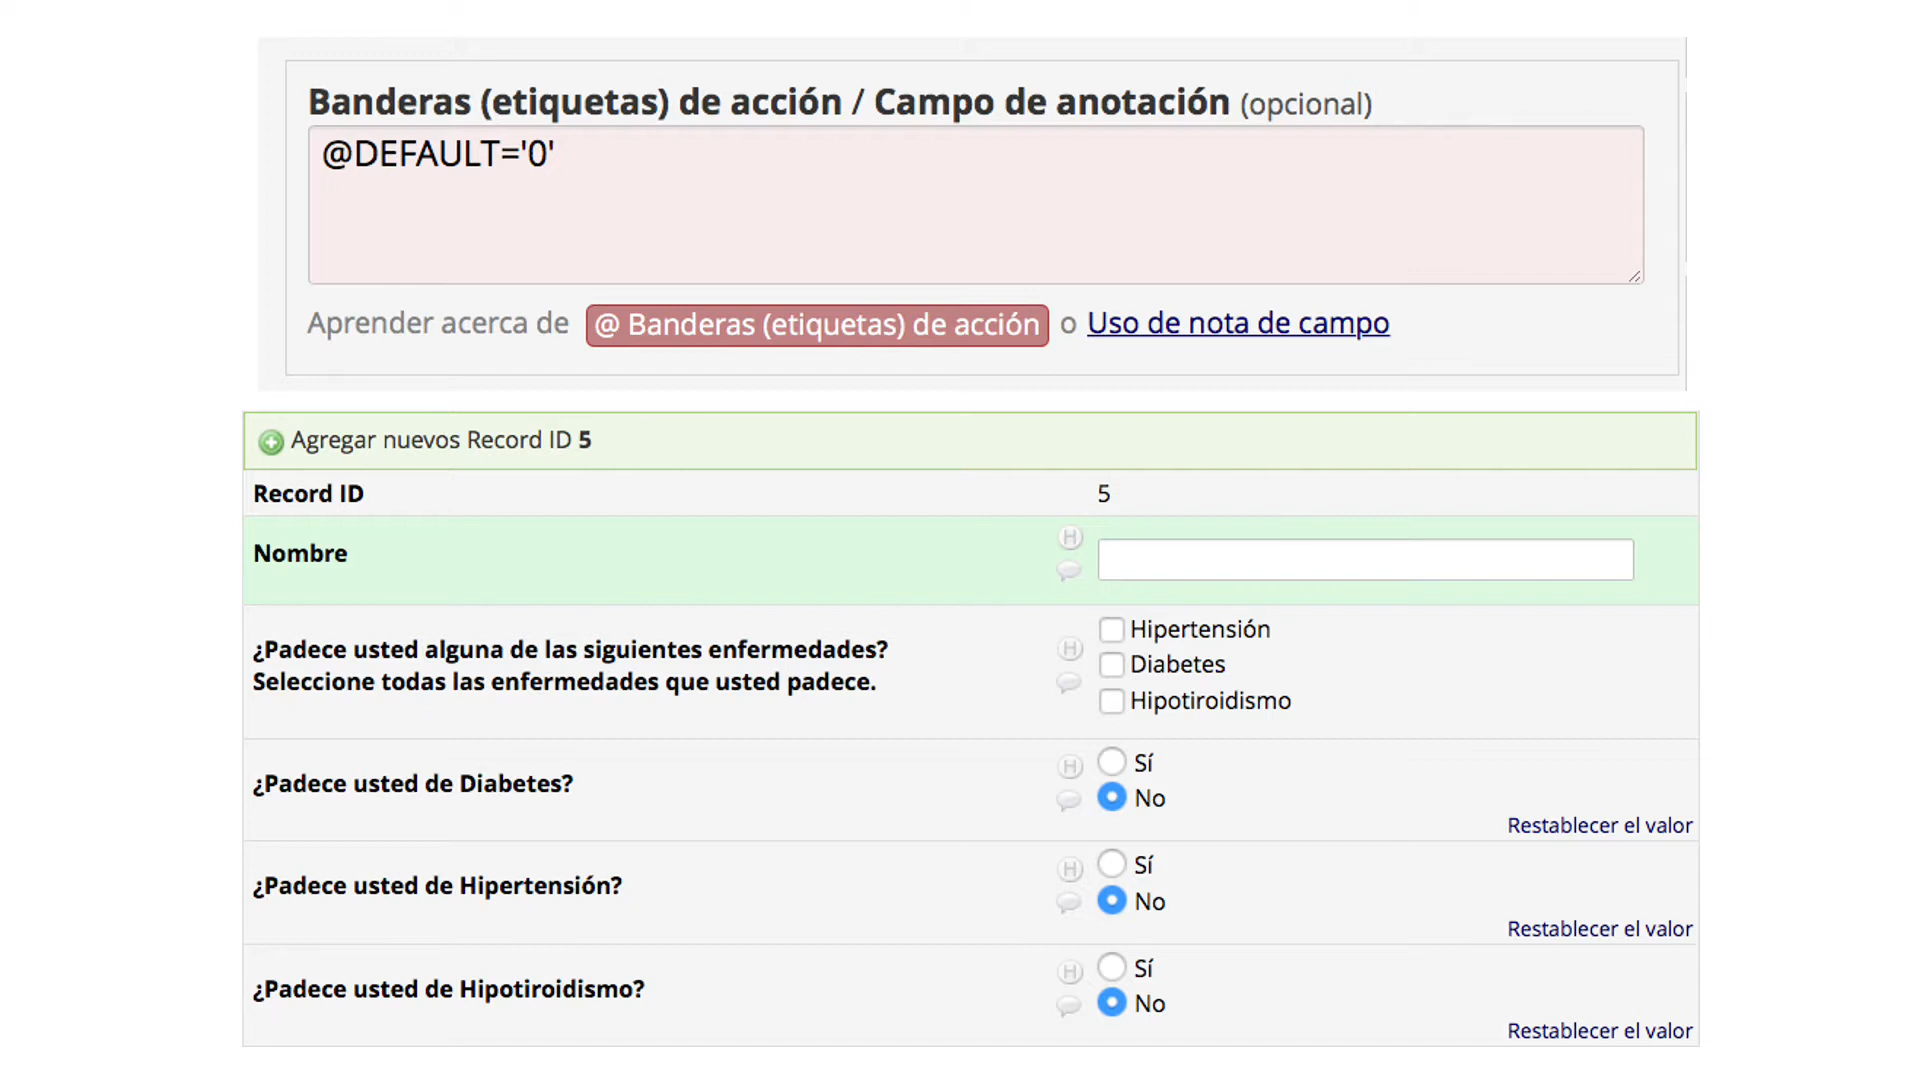 Banderas (etiquetas) de acción / Campo de anotación (opcional)
@DEFAULT='0'
Aprender acerca de @ Banderas (etiquetas) de acción o Uso de nota de campo
Agregar nuevos Record ID 5
Record ID 5
Nombre
H
¿Padece usted alguna de las siguientes enfermedades?
Seleccione todas las enfermedades que usted padece.
H
Hipertensión
Diabetes
Hipotiroidismo
¿Padece usted de Diabetes?
H
Sí
No
Restablecer el valor
¿Padece usted de Hipertensión?
H
Sí
No
Restablecer el valor
¿Padece usted de Hipotiroidismo?
H
Sí
No
Restablecer el valor